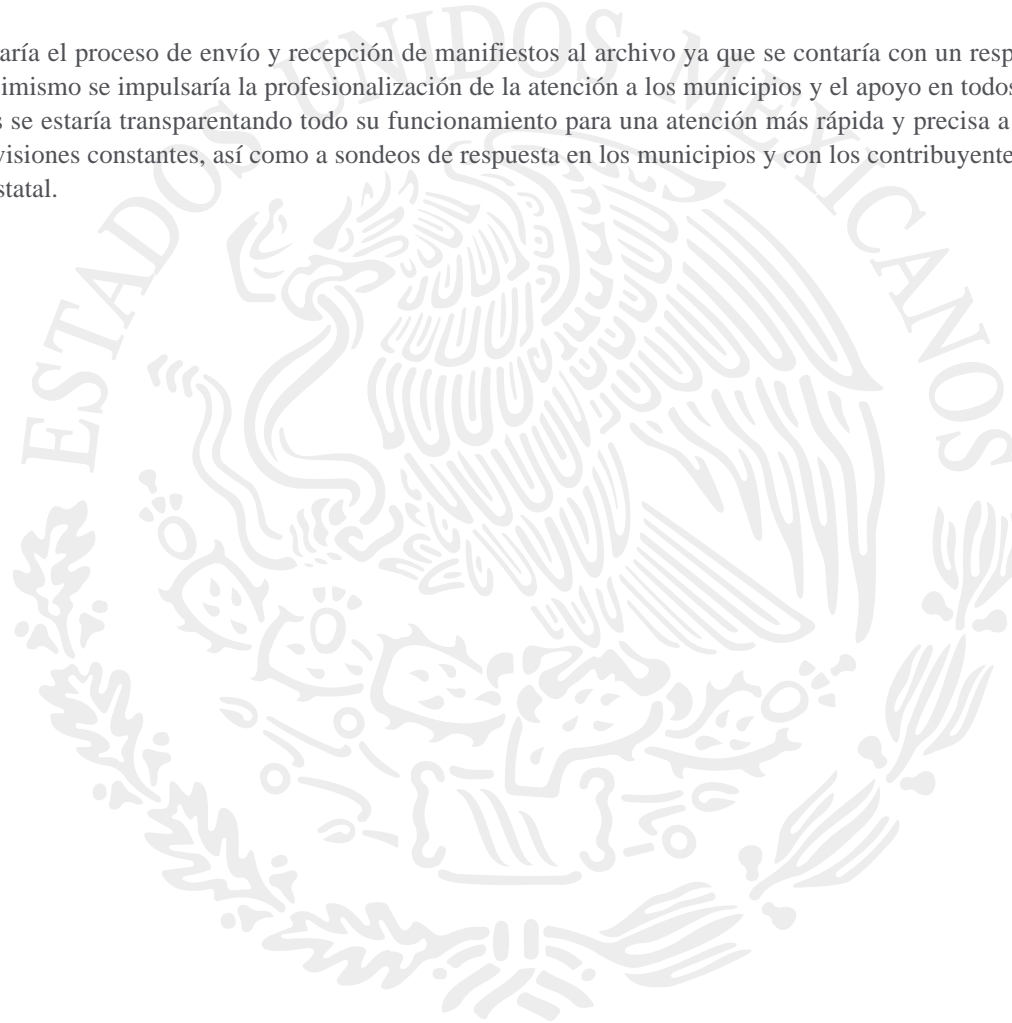 aría el proceso de envío y recepción de manifiestos al archivo ya que se contaría con un resp
imismo se impulsaría la profesionalización de la atención a los municipios y el apoyo en todos
s se estaría transparentando todo su funcionamiento para una atención más rápida y precisa a
visiones constantes, así como a sondeos de respuesta en los municipios y con los contribuyente
statal.
ESTADOS UNIDOS MEXICANOS